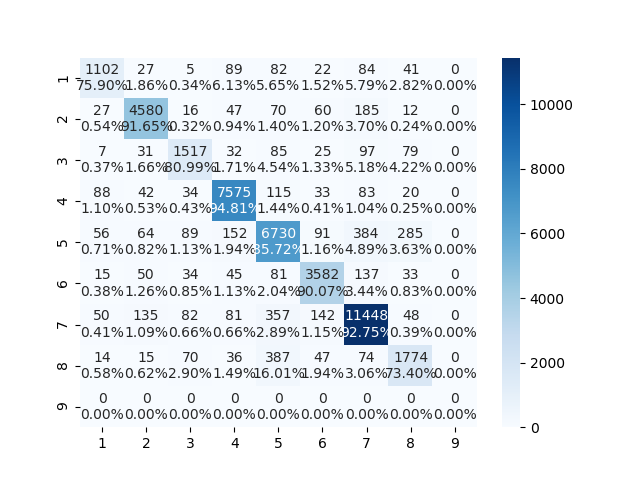 1 1102 27 5 89 82 22 84 41 0
75.90% 1.86% 0.34% 6.13% 5.65% 1.52% 5.79% 2.82% 0.00%
2 27 4580 16 47 70 60 185 12 0
0.54% 91.65% 0.32% 0.94% 1.40% 1.20% 3.70% 0.24% 0.00%
3 7 31 1517 32 85 25 97 79 0
0.37% 1.66% 80.99% 1.71% 4.54% 1.33% 5.18% 4.22% 0.00%
4 88 42 34 7575 115 33 83 20 0
1.10% 0.53% 0.43% 94.81% 1.44% 0.41% 1.04% 0.25% 0.00%
5 56 64 89 152 6730 91 384 285 0
0.71% 0.82% 1.13% 1.94% 85.72% 1.16% 4.89% 3.63% 0.00%
6 15 50 34 45 81 3582 137 33 0
0.38% 1.26% 0.85% 1.13% 2.04% 90.07% 3.44% 0.83% 0.00%
7 50 135 82 81 357 142 11448 48 0
0.41% 1.09% 0.66% 0.66% 2.89% 1.15% 92.75% 0.39% 0.00%
8 14 15 70 36 387 47 74 1774 0
0.58% 0.62% 2.90% 1.49% 16.01% 1.94% 3.06% 73.40% 0.00%
9 0 0 0 0 0 0 0 0 0
0.00% 0.00% 0.00% 0.00% 0.00% 0.00% 0.00% 0.00% 0.00%
1 2 3 4 5 6 7 8 9
10000
8000
6000
4000
2000
0